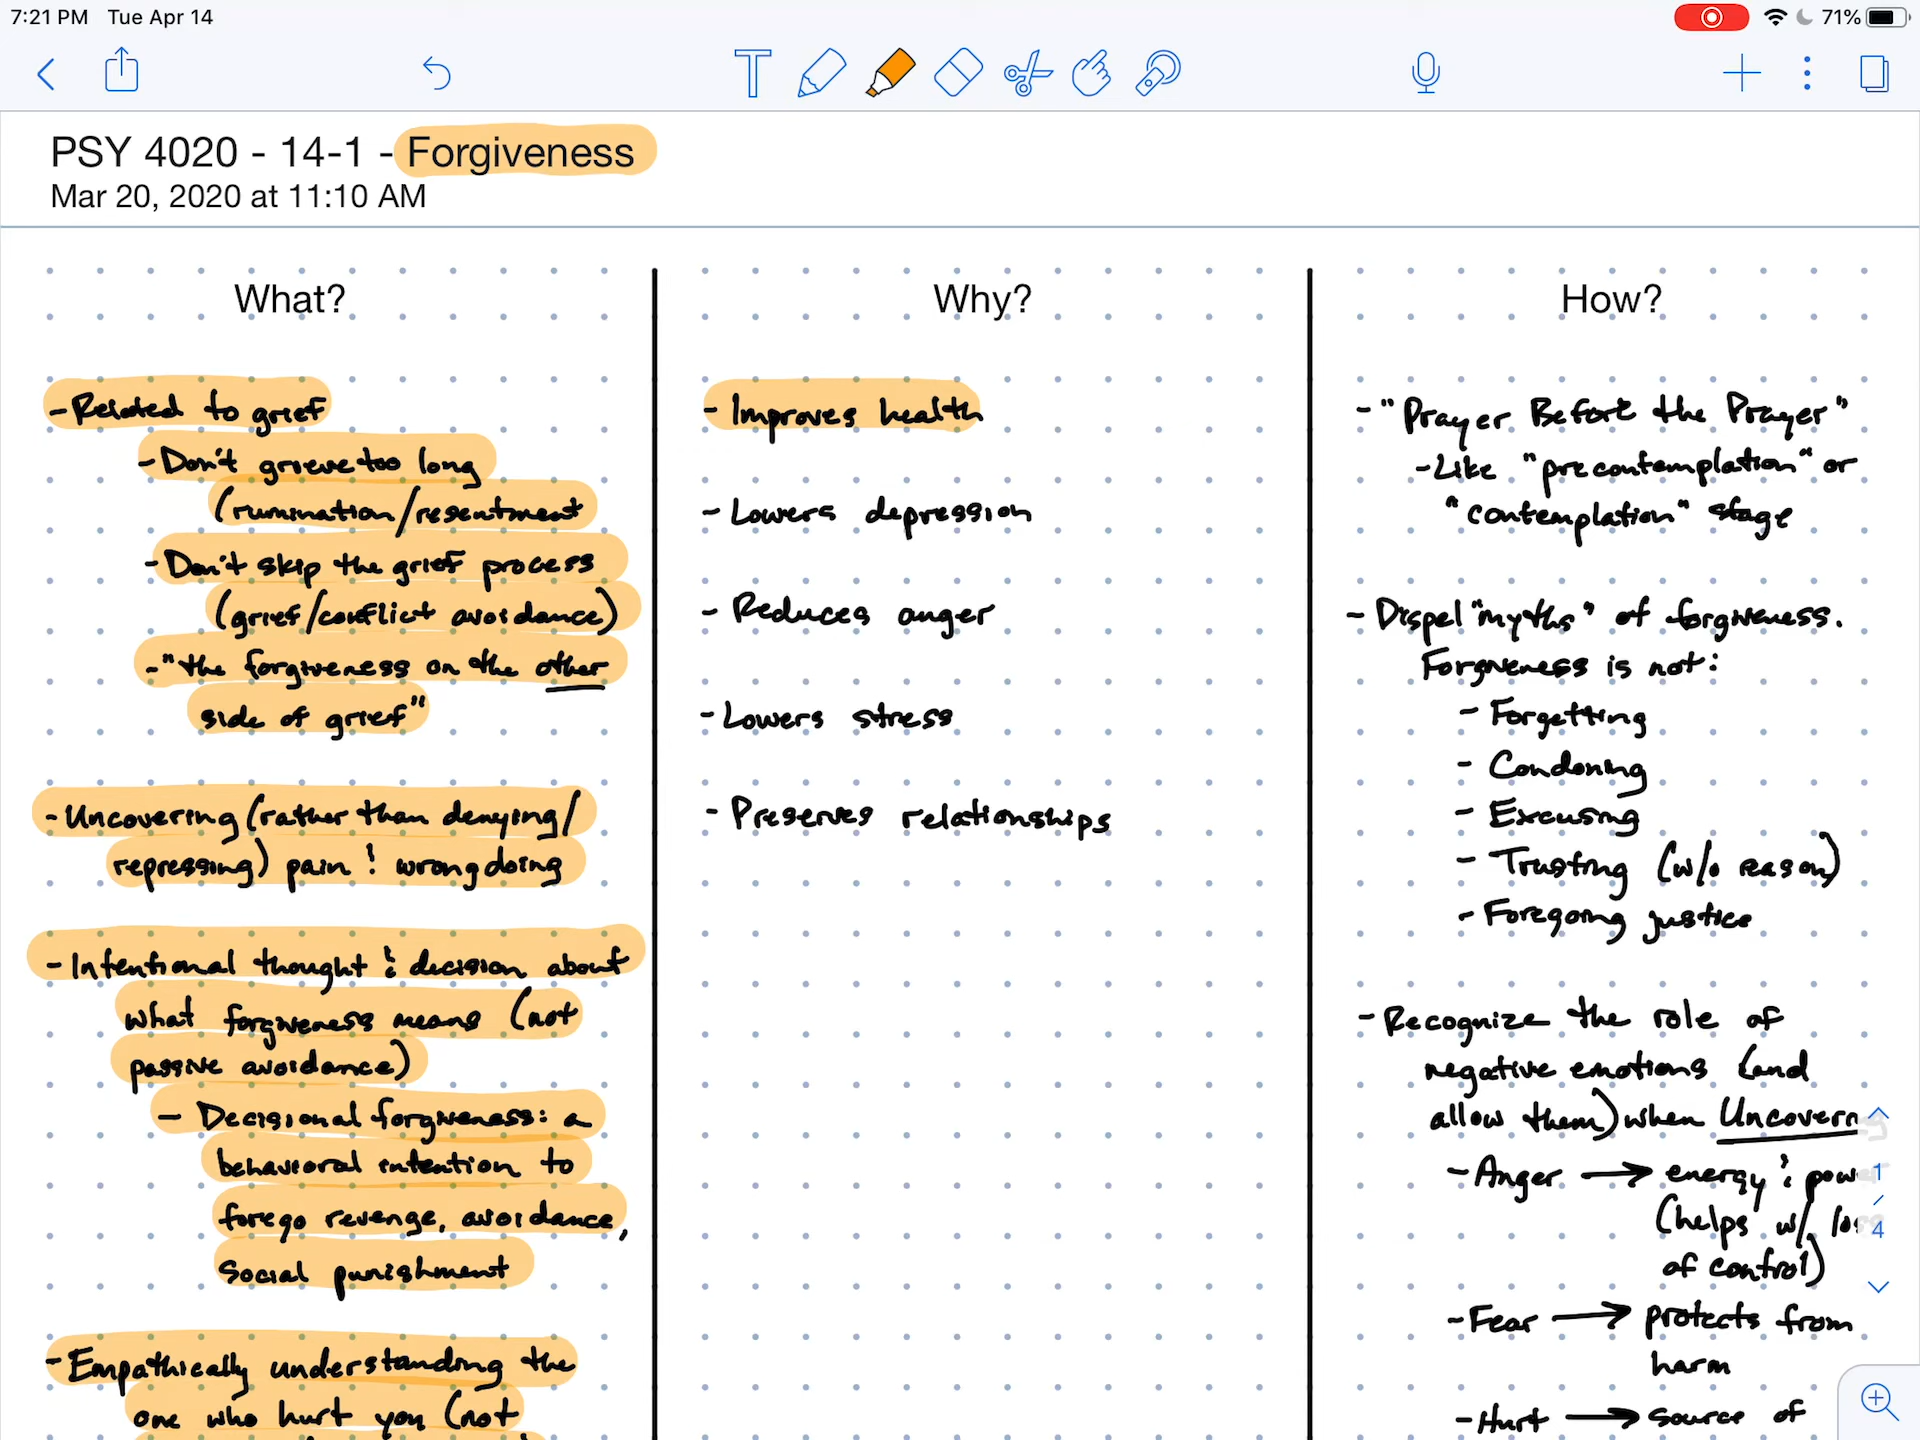 7:21 PM Tue Apr 14
71%
PSY 4020 - 14-1 - Forgiveness
Mar 20, 2020 at 11:10 AM
What?
- Related to grief
- Don't grieve too long
(rumination/resentment
- Don't skip the grief process
(grief/conflict avoidance)
- "the forgiveness on the other
side of grief"
- Uncovering (rather than denying/
repressing) pain & wrongdoing
- Intentional thought & decision about
what forgiveness means (not
passive avoidance)
- Decisional forgiveness: a
behavioral intention to
forego revenge, avoidance,
social punishment
- Empathically understanding the
one who hurt you (not
Why?
- Improves health
- Lowers depression
- Reduces anger
- Lowers stress
- Preserves relationships
How?
- "Prayer Before the Prayer"
- Like "precontemplation" or
"contemplation" stage
- Dispel "myths" of forgiveness.
Forgiveness is not:
- Forgetting
- Condoning
- Excusing
- Trusting (w/o reason)
- Foregoing justice
- Recognize the role of
negative emotions (and
allow them) when
- Anger → energy &
(helps w/
of control)
- Fear → protects from
harm
- Hurt → source of
1
/
4